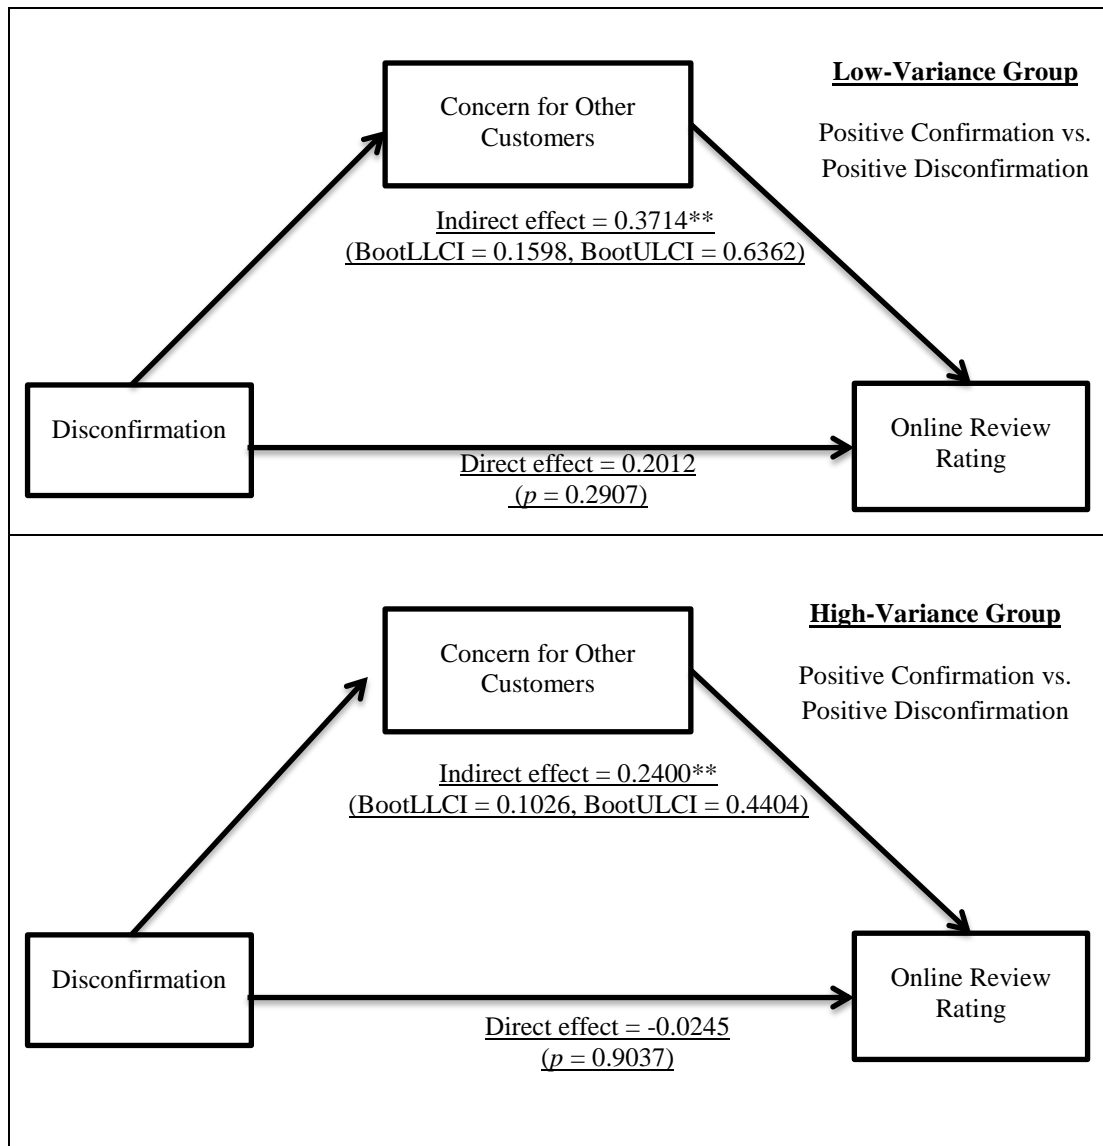 Low-Variance Group
Positive Confirmation vs.
Positive Disconfirmation
Concern for Other
Customers
Indirect effect = 0.3714**
(BootLLCI = 0.1598, BootULCI = 0.6362)
Disconfirmation
Online Review
Rating
Direct effect = 0.2012
(p = 0.2907)
High-Variance Group
Positive Confirmation vs.
Positive Disconfirmation
Concern for Other
Customers
Indirect effect = 0.2400**
(BootLLCI = 0.1026, BootULCI = 0.4404)
Disconfirmation
Online Review
Rating
Direct effect = -0.0245
(p = 0.9037)